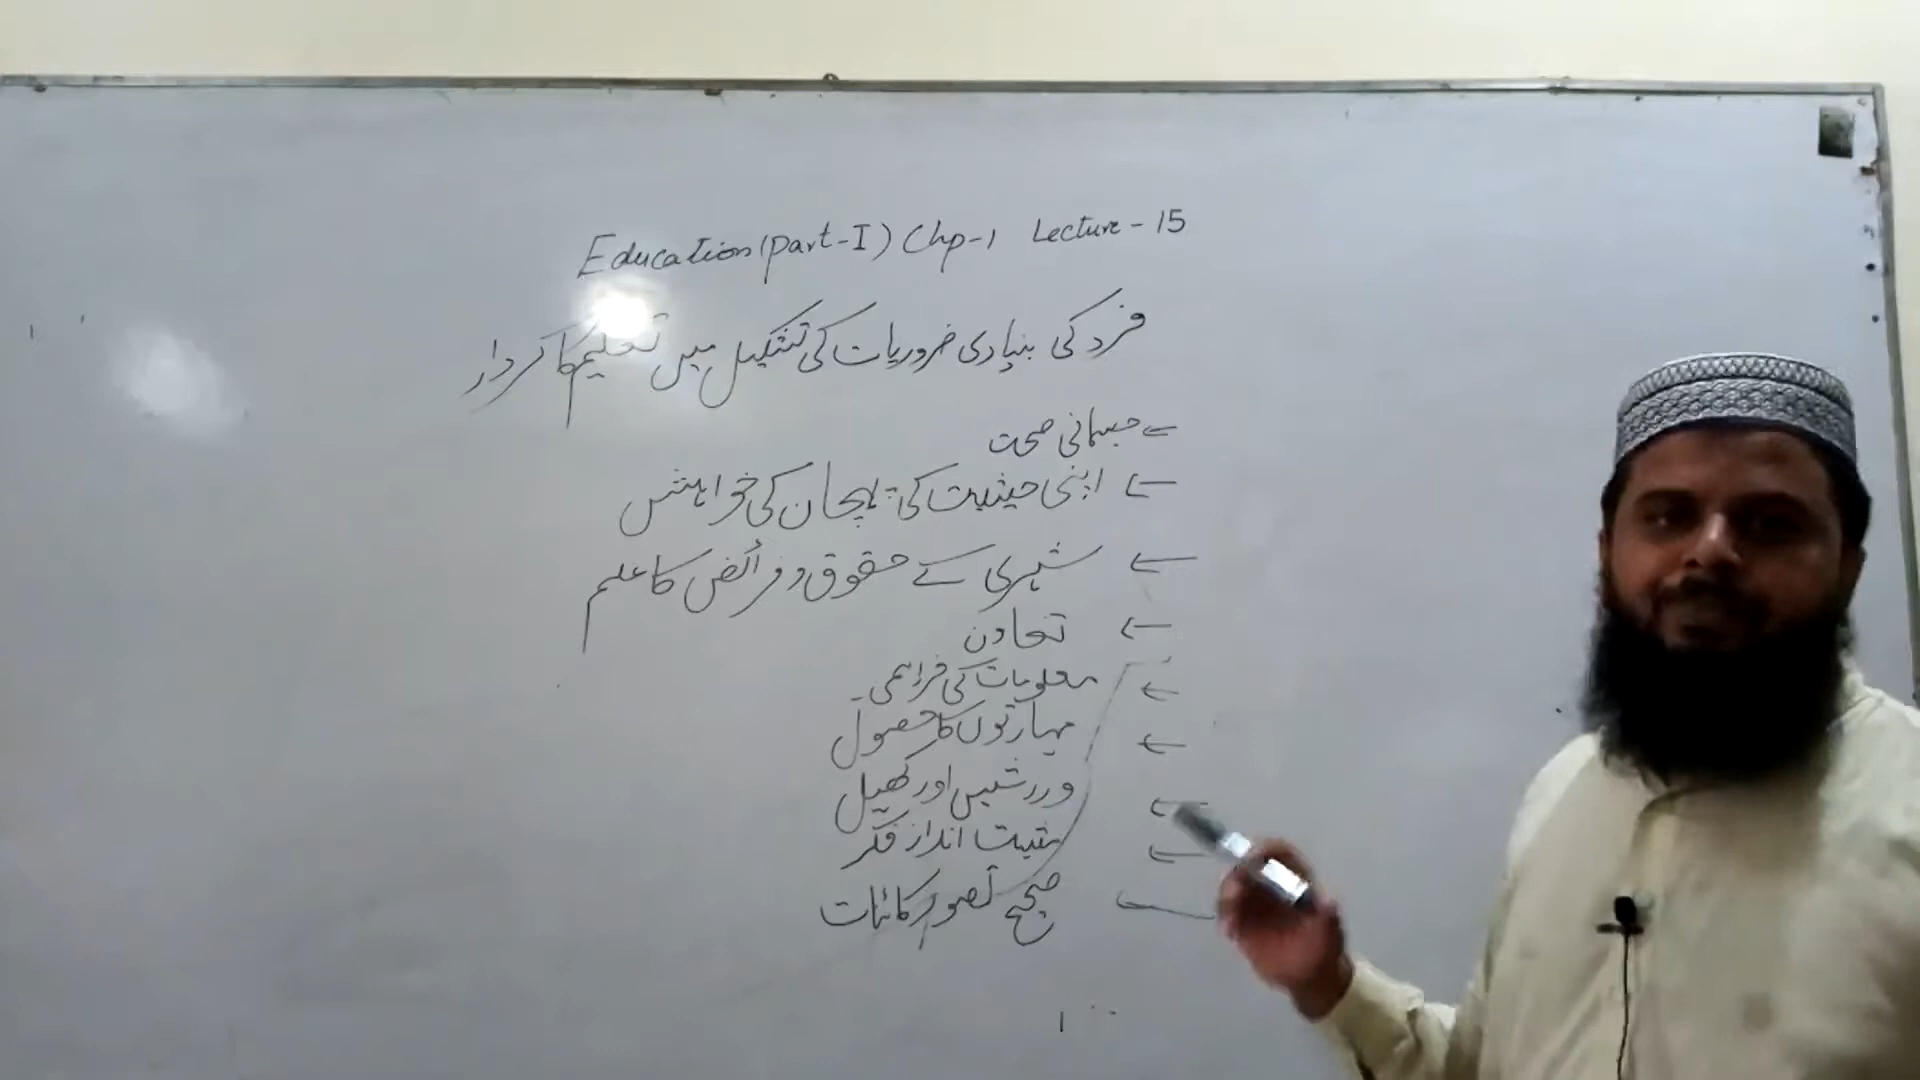 Education (Part-I) Chp-1 Lecture-15
فرد کی بنیادی ضروریات کی تشکیل میں تعلیم کا کردار
جسمانی صحت
اپنی حیثیت کی پہچان کی خواہش
شہری کے حقوق و فرائض کا علم
تعاون
معلومات کی فراہمی
مہارتوں کا حصول
ورزشیں اور کھیل
مثبت انداز فکر
صحیح تصور کائنات